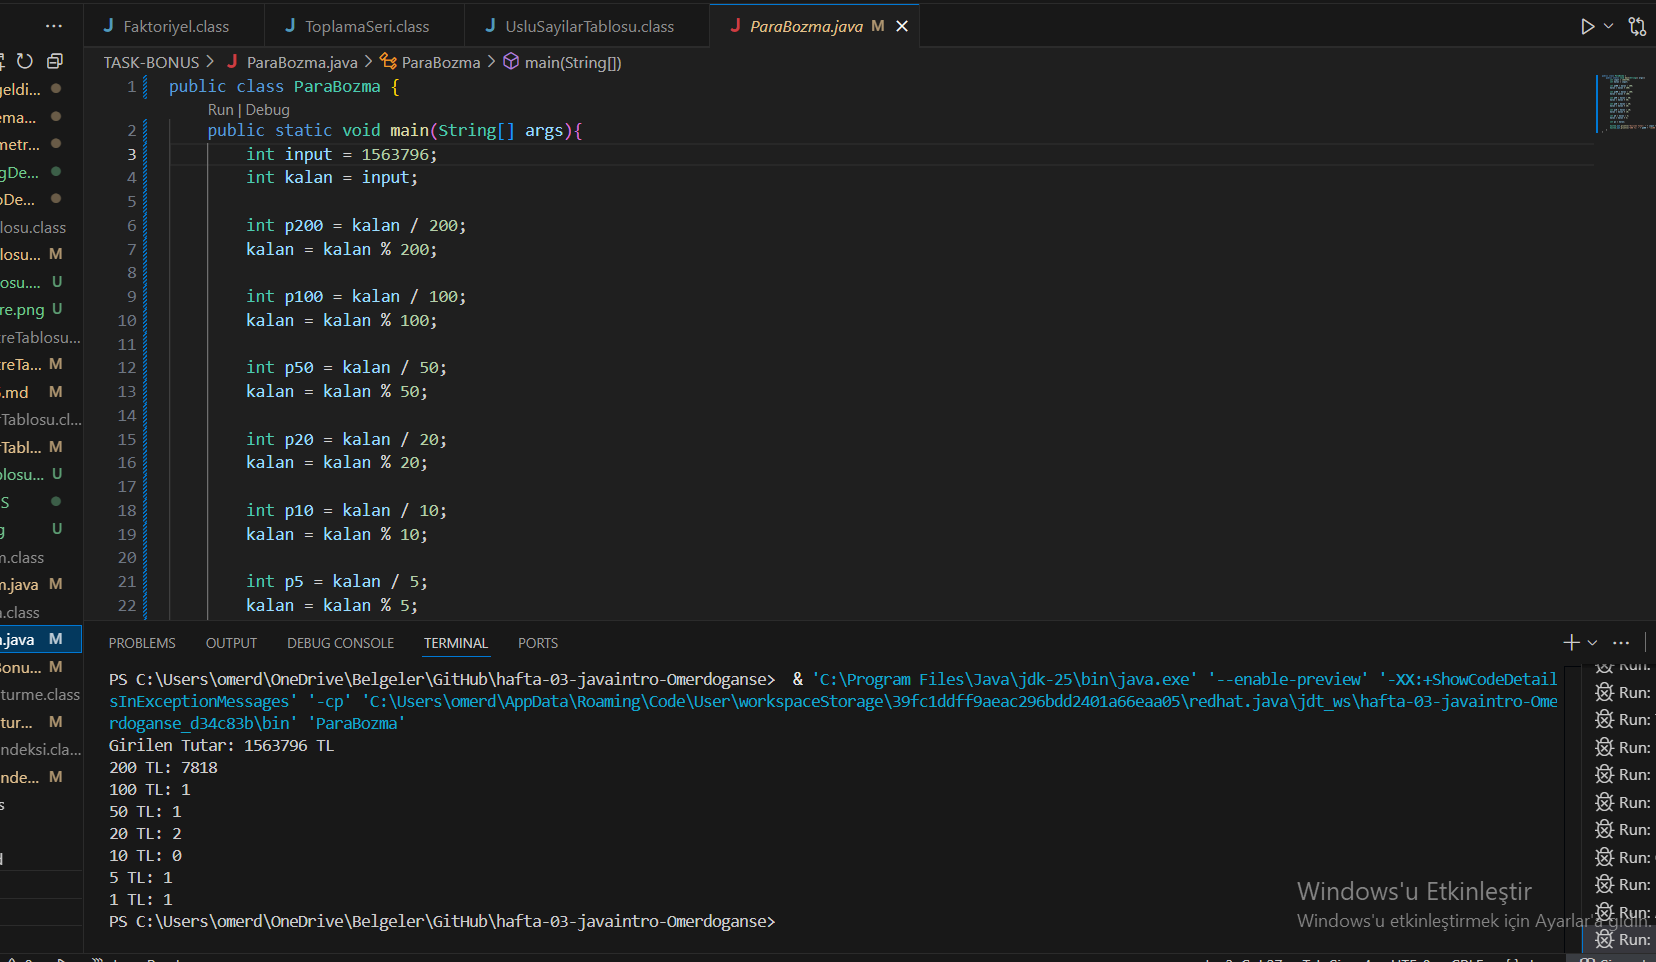 Faktoriyel.class
ToplamaSeri.class
UsluSayilarTablosu.class
ParaBozma.java M
TASK-BONUS > ParaBozma.java > ParaBozma > main(String[])
geldi...
ema...
metr...
gDe...
oDe...
losu.class
losu... M
osu.... U
re.png U
reTablosu...
reTa... M
.md M
Tablosu.cl...
Tabl... M
blosu... U
S
g U
m.class
m.java M
.class
.java M
Bonu... M
turme.class
tur... M
ndeksi.cla...
nde... M
s
1 public class ParaBozma {
Run | Debug
2 public static void main(String[] args){
3 int input = 1563796;
4 int kalan = input;
5
6 int p200 = kalan / 200;
7 kalan = kalan % 200;
8
9 int p100 = kalan / 100;
10 kalan = kalan % 100;
11
12 int p50 = kalan / 50;
13 kalan = kalan % 50;
14
15 int p20 = kalan / 20;
16 kalan = kalan % 20;
17
18 int p10 = kalan / 10;
19 kalan = kalan % 10;
20
21 int p5 = kalan / 5;
22 kalan = kalan % 5;
PROBLEMS OUTPUT DEBUG CONSOLE TERMINAL PORTS
PS C:\Users\omerd\OneDrive\Belgeler\GitHub\hafta-03-javaintro-Omerdoganse> & 'C:\Program Files\Java\jdk-25\bin\java.exe' '--enable-preview' '-XX:+ShowCodeDetail
sInExceptionMessages' '-cp' 'C:\Users\omerd\AppData\Roaming\Code\User\workspaceStorage\39fc1ddff9aeac296bdd2401a66eaa05\redhat.java\jdt_ws\hafta-03-javaintro-Ome
rdoganse_d34c83b\bin' 'ParaBozma'
Girilen Tutar: 1563796 TL
200 TL: 7818
100 TL: 1
50 TL: 1
20 TL: 2
10 TL: 0
5 TL: 1
1 TL: 1
PS C:\Users\omerd\OneDrive\Belgeler\GitHub\hafta-03-javaintro-Omerdoganse>
Run:
Run:
Run:
Run:
Run:
Run:
Run:
Run:
Run:
Run:
Run:
Windows'u Etkinleştir
Windows'u etkinleştirmek için Ayarlar'a gidin.